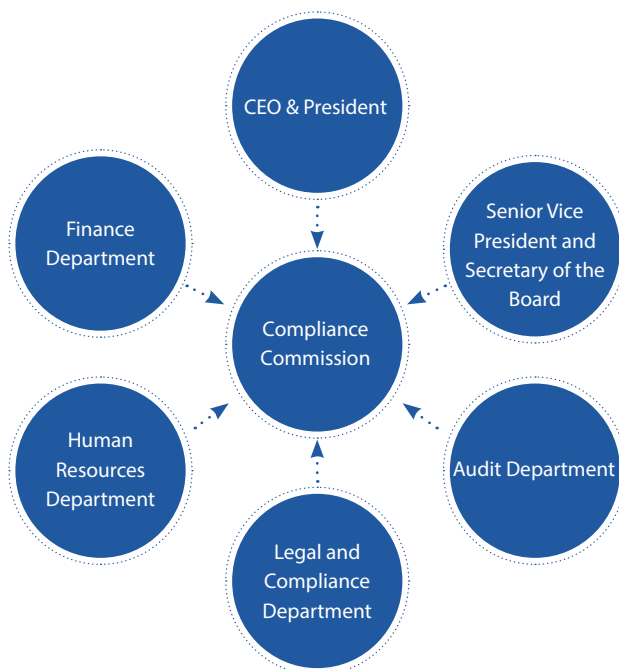 CEO & President
Finance
Department
Senior Vice
President and
Secretary of the
Board
Compliance
Commission
Human
Resources
Department
Audit Department
Legal and
Compliance
Department